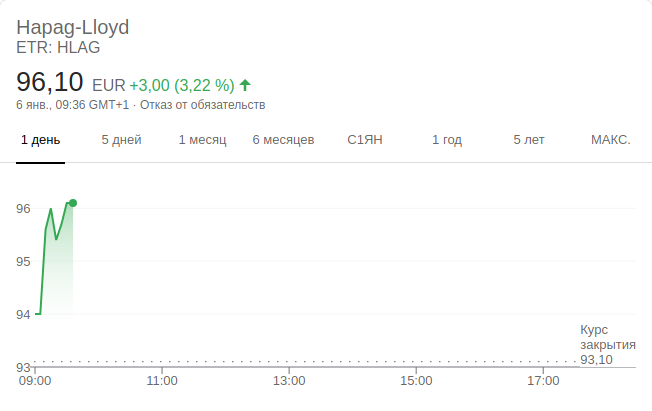 Hapag-Lloyd
ETR: HLAG
96,10 EUR +3,00 (3,22 %)
6 янв., 09:36 GMT+1 · Отказ от обязательств
1 день 5 дней 1 месяц 6 месяцев С1ЯН 1 год 5 лет МАКС.
96
95
94
Курс
закрытия
93,10
93
09:00 11:00 13:00 15:00 17:00